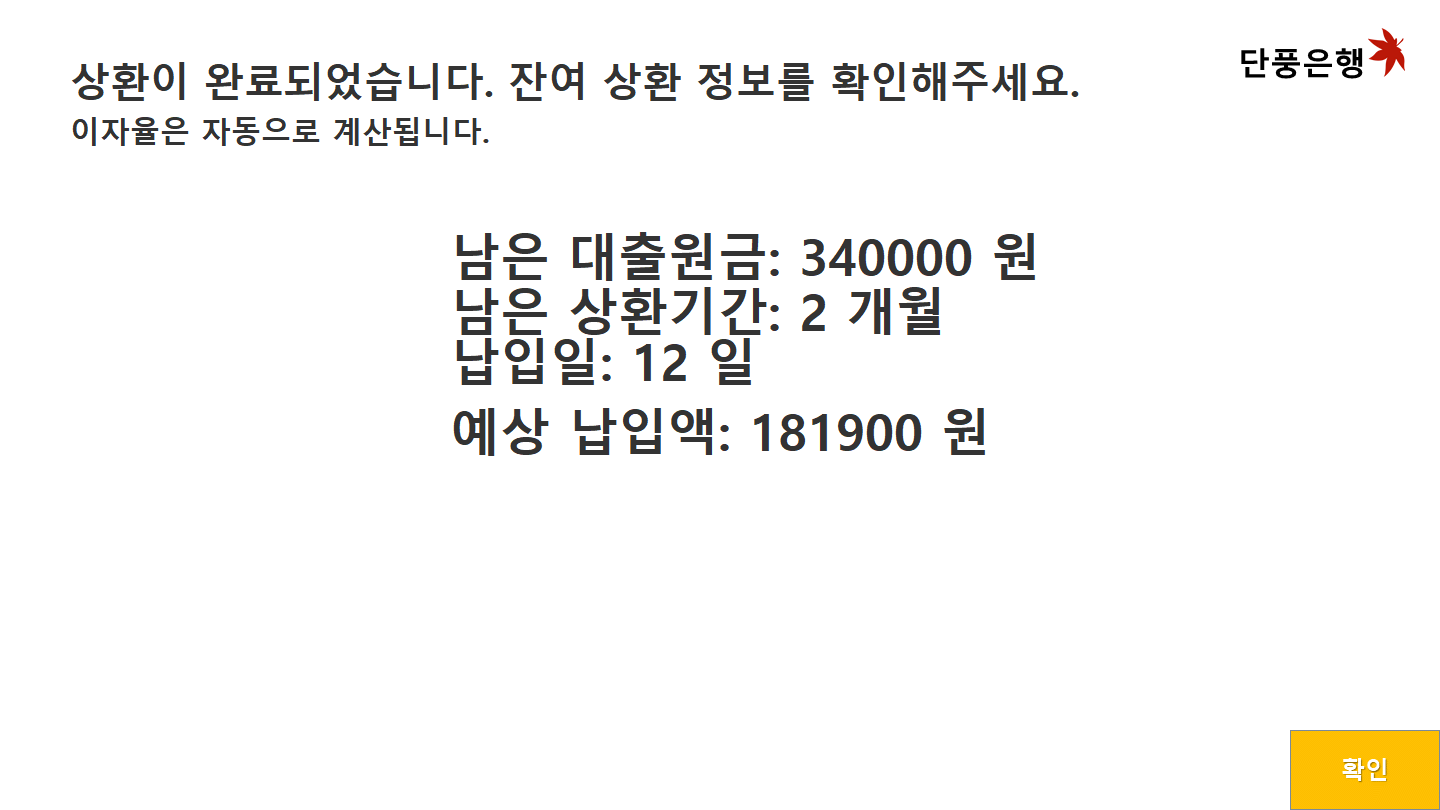 상환이 완료되었습니다. 잔여 상환 정보를 확인해주세요.
이자율은 자동으로 계산됩니다.
단풍은행
남은 대출원금: 340000 원
남은 상환기간: 2 개월
납입일: 12 일
예상 납입액: 181900 원
확인